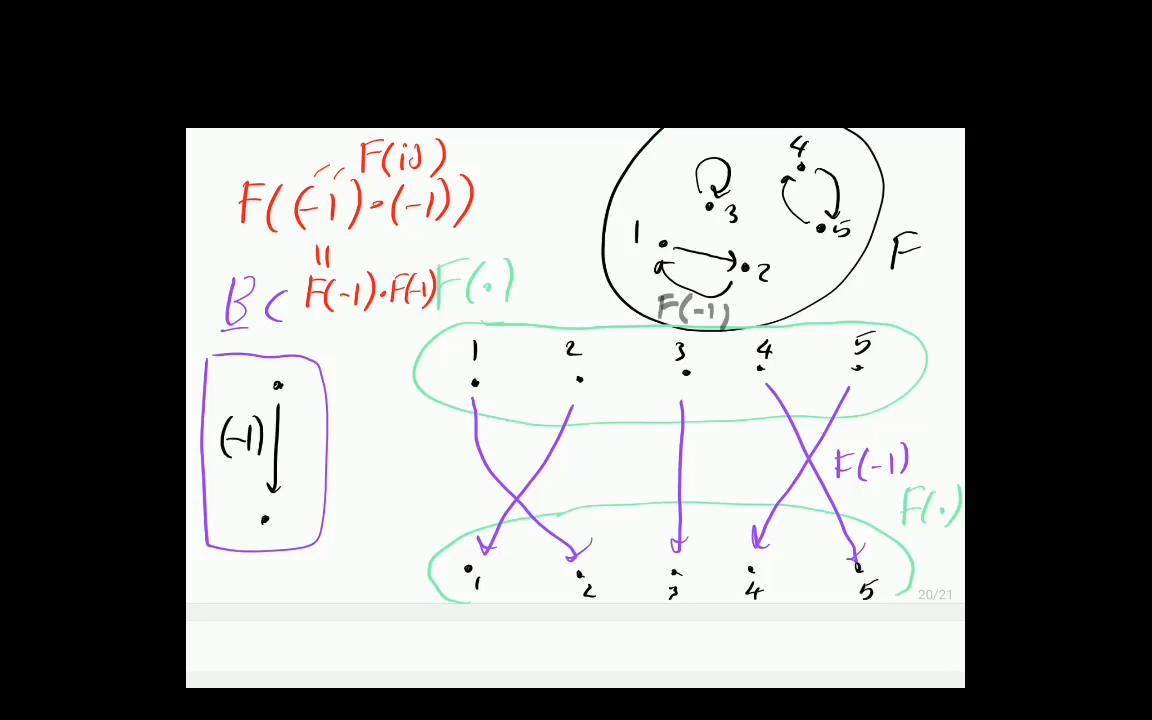 F(id)
F((-1)·(-1))
=
F(-1)·F(-1)
B
F(·)
3
4
5
1
2
F
F(-1)
1 2 3 4 5
(-1)
F(-1)
F(·)
1 2 3 4 5
20/21